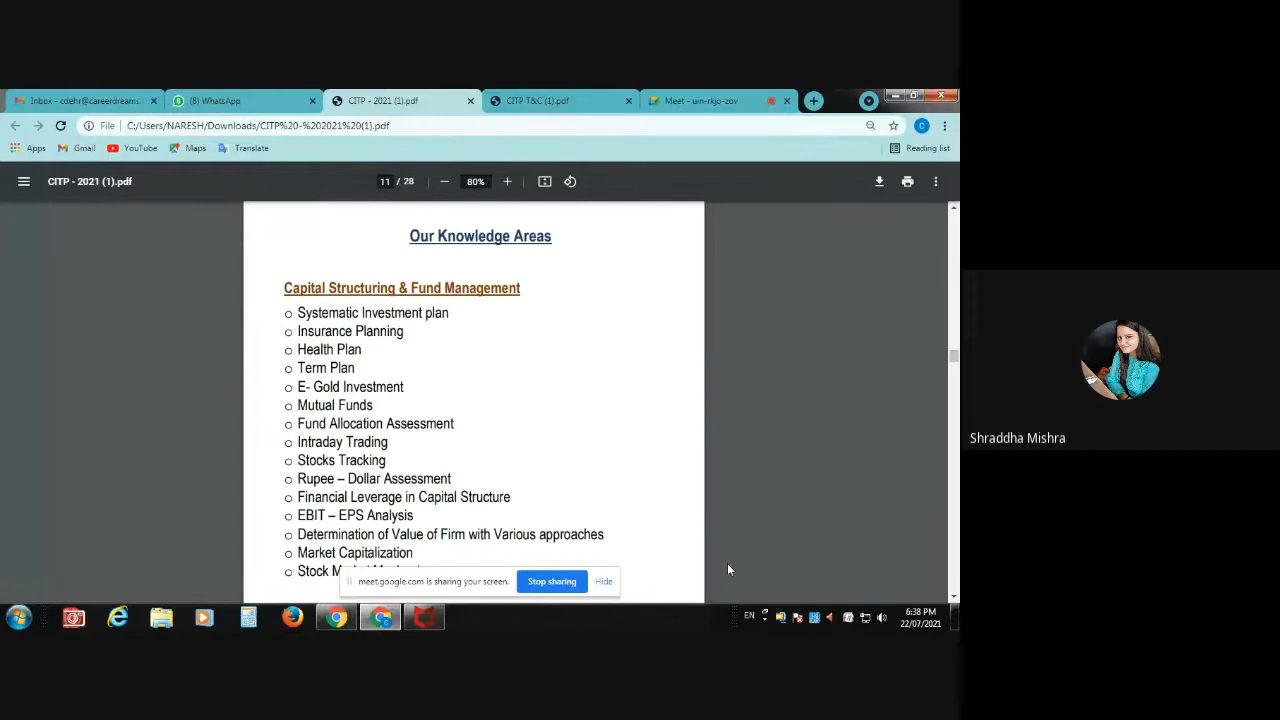 Inbox - cdehr@careerdreams.
(8) WhatsApp
CITP - 2021 (1).pdf
CITP T&C (1).pdf
Meet - uin-rkjo-zov
File
C:/Users/NARESH/Downloads/CITP%20-%202021%20(1).pdf
C
Apps
Gmail
YouTube
Maps
Translate
Reading list
CITP - 2021 (1).pdf
11 / 28
80%
Our Knowledge Areas
Capital Structuring & Fund Management
o Systematic Investment plan
o Insurance Planning
o Health Plan
o Term Plan
o E- Gold Investment
o Mutual Funds
o Fund Allocation Assessment
o Intraday Trading
o Stocks Tracking
o Rupee – Dollar Assessment
o Financial Leverage in Capital Structure
o EBIT – EPS Analysis
o Determination of Value of Firm with Various approaches
o Market Capitalization
o Stock
meet.google.com is sharing your screen.
Stop sharing
Hide
Shraddha Mishra
EN
6:38 PM
22/07/2021